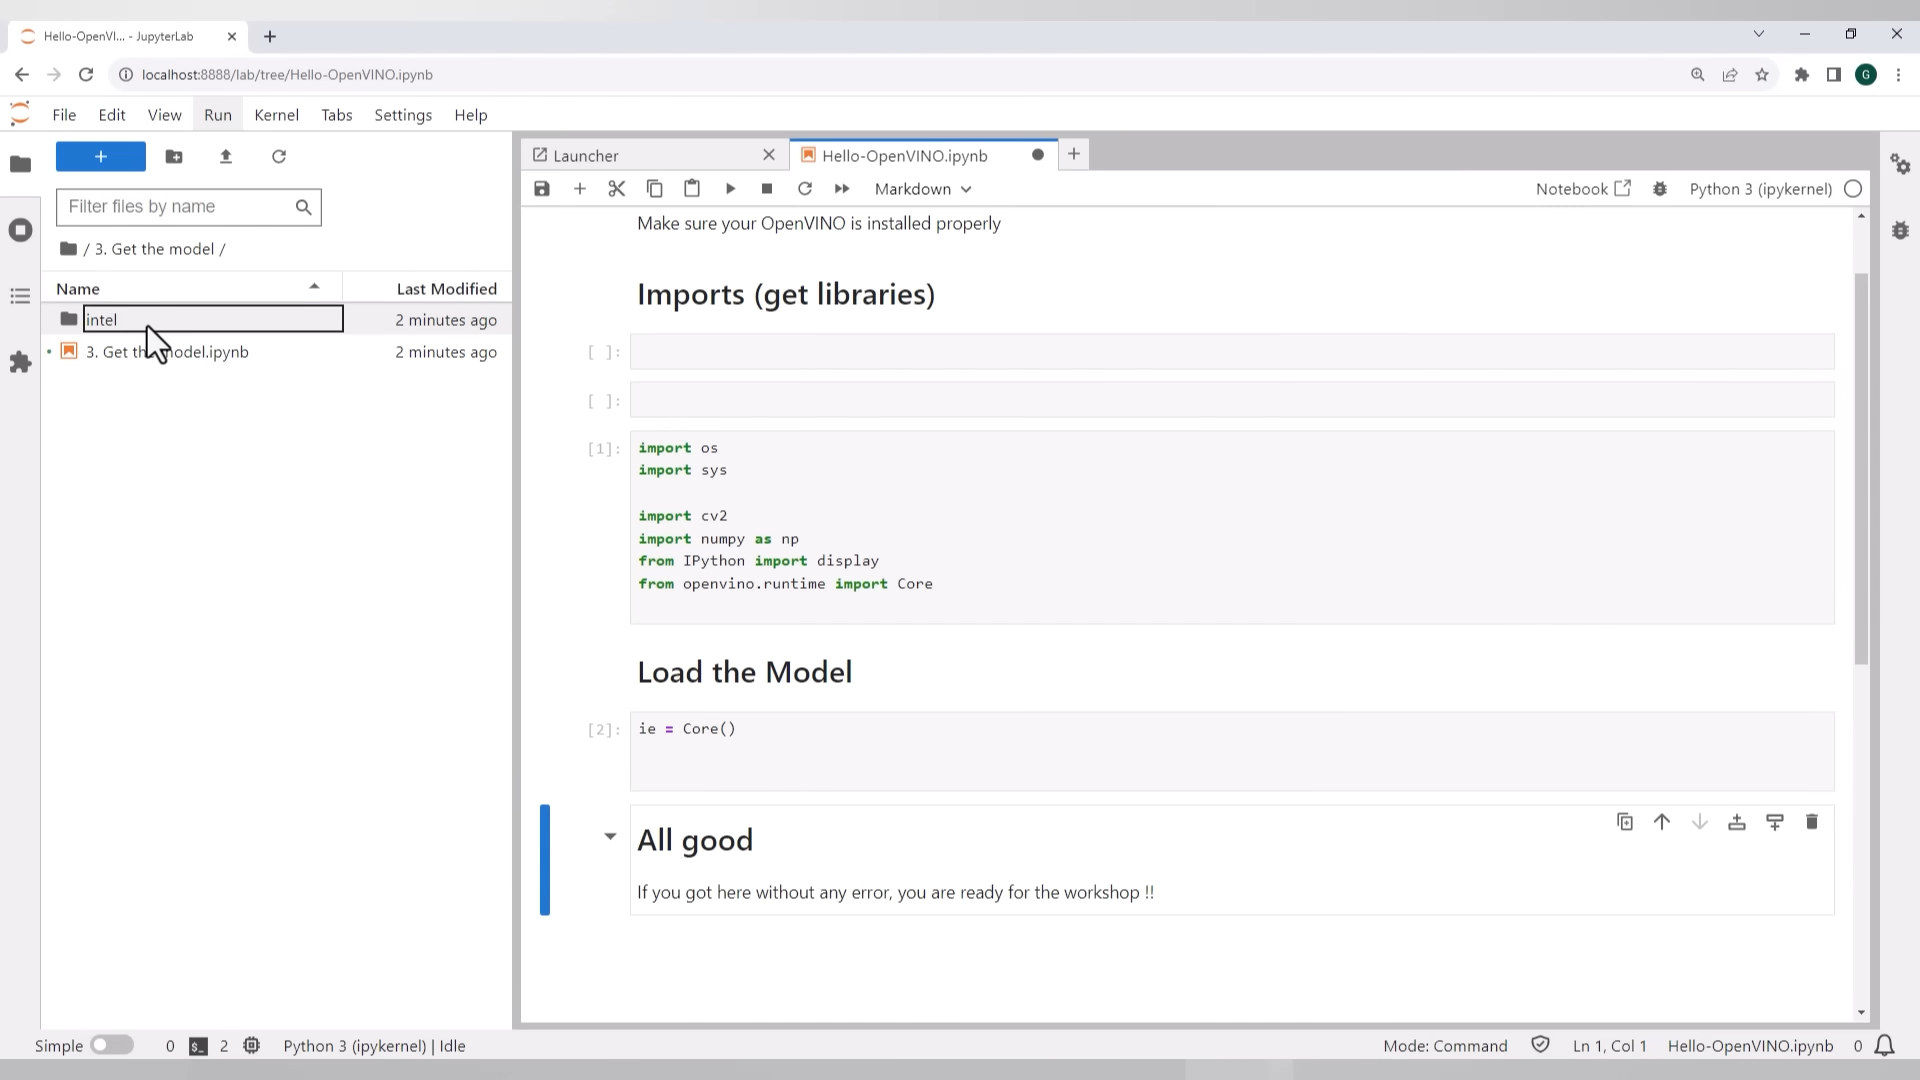 Hello-OpenVI... - JupyterLab
localhost:8888/lab/tree/Hello-OpenVINO.ipynb
G
File Edit View Run Kernel Tabs Settings Help
Filter files by name
/ 3. Get the model /
Name Last Modified
intel 2 minutes ago
3. Get th model.ipynb 2 minutes ago
Launcher
Hello-OpenVINO.ipynb
Markdown
Notebook
Python 3 (ipykernel)
Make sure your OpenVINO is installed properly
Imports (get libraries)
[ ]:
[ ]:
[1]: import os
import sys
import cv2
import numpy as np
from IPython import display
from openvino.runtime import Core
Load the Model
[2]: ie = Core()
All good
If you got here without any error, you are ready for the workshop !!
Simple 0 $_ 2 Python 3 (ipykernel) | Idle
Mode: Command Ln 1, Col 1 Hello-OpenVINO.ipynb 0